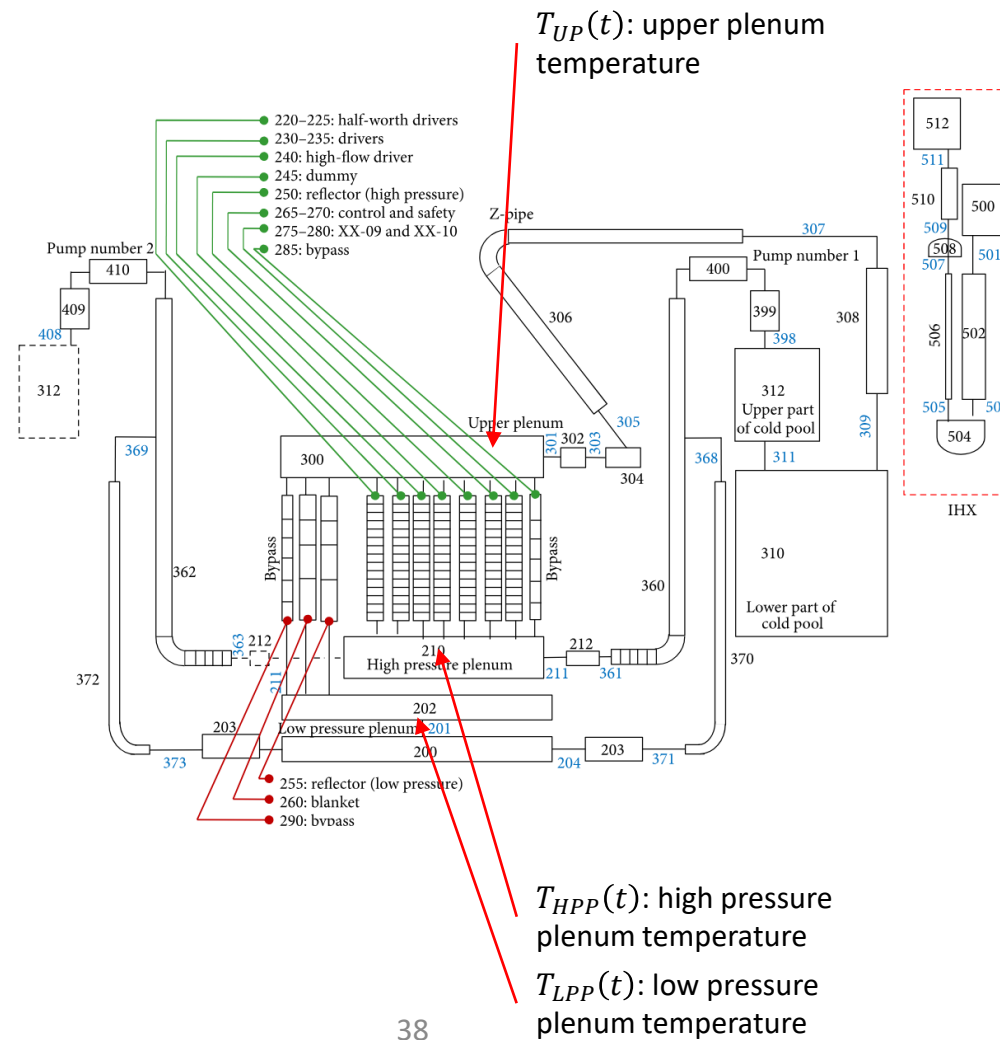 T_UP(t): upper plenum
temperature
220–225: half-worth drivers
230–235: drivers
240: high-flow driver
245: dummy
250: reflector (high pressure)
265–270: control and safety
275–280: XX-09 and XX-10
285: bypass
512
511
510
500
509
508
507
501
506
502
505
50
504
IHX
Z-pipe
307
Pump number 2
410
409
408
312
Pump number 1
400
399
398
308
306
312
Upper part
of cold pool
309
311
305
Upper plenum
301
302
303
304
300
369
368
Bypass
Bypass
362
360
310
Lower part of
cold pool
363
212
210
High pressure plenum
211
211
212
361
370
372
202
Low pressure plenum
201
203
200
203
373
204
371
255: reflector (low pressure)
260: blanket
290: bypass
T_HPP(t): high pressure
plenum temperature
T_LPP(t): low pressure
plenum temperature
38